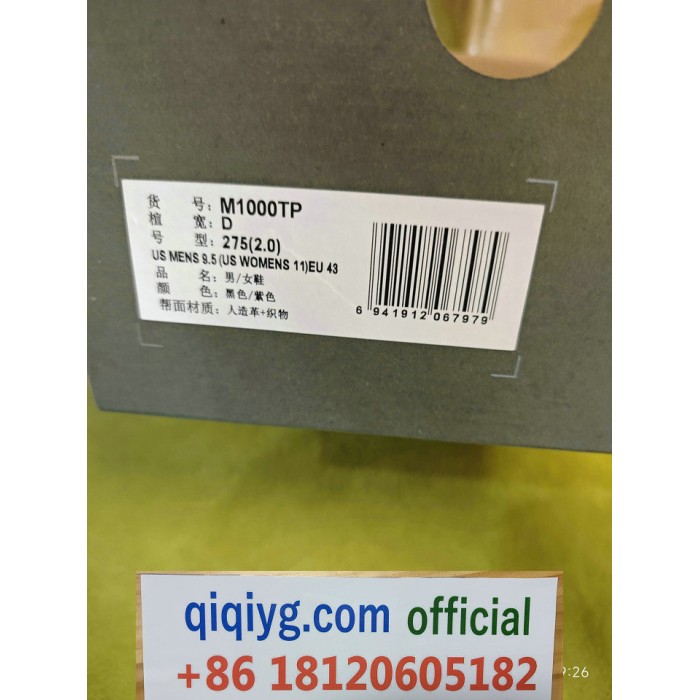 货 号: M1000TP
楦 宽: D
号 型: 275(2.0)
US MENS 9.5 (US WOMENS 11)EU 43
品 名: 男/女鞋
颜 色: 黑色/紫色
帮面材质: 人造革+织物
6 941912 067979
qiqiyg.com official
+86 18120605182
9:26